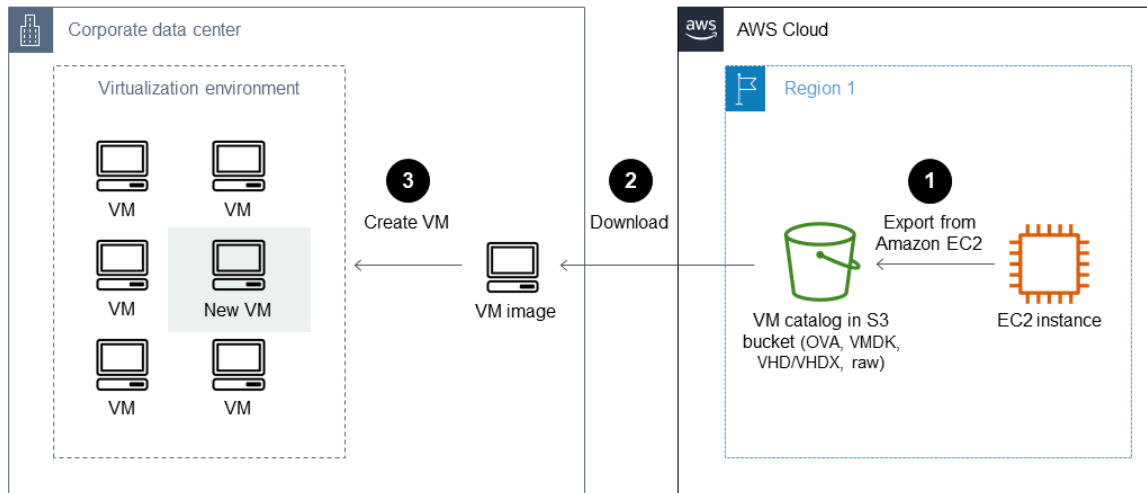 Corporate data center
aws
AWS Cloud
Virtualization environment
Region 1
VM
VM
3
2
1
Create VM
Download
Export from
Amazon EC2
VM
New VM
VM image
VM catalog in S3
bucket (OVA, VMDK,
VHD/VHDX, raw)
EC2 instance
VM
VM